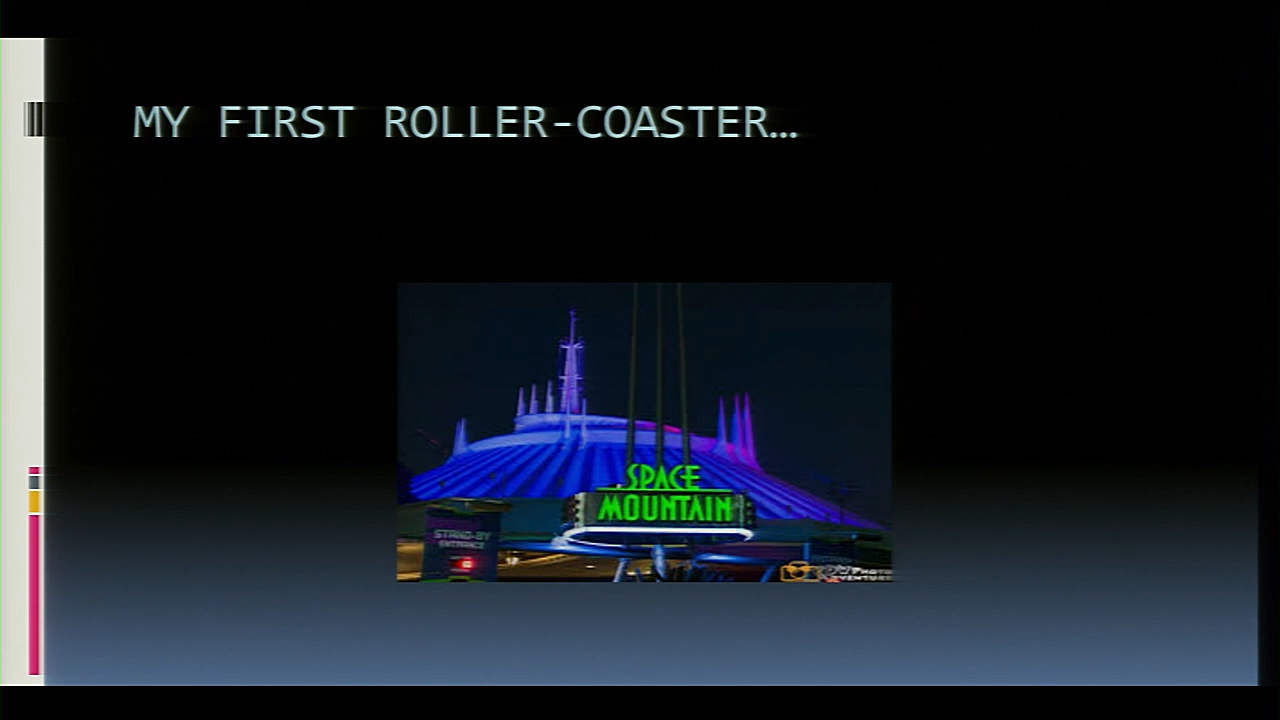 MY FIRST ROLLER-COASTER…
SPACE
MOUNTAIN
STAND-BY
ENTRANCE